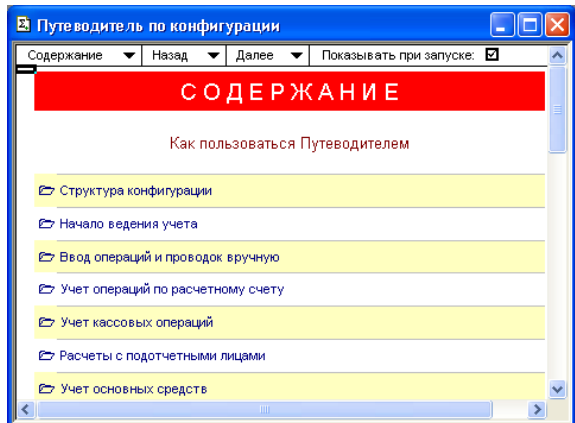 Путеводитель по конфигурации
Содержание Назад Далее Показывать при запуске:
СОДЕРЖАНИЕ
Как пользоваться Путеводителем
Структура конфигурации
Начало ведения учета
Ввод операций и проводок вручную
Учет операций по расчетному счету
Учет кассовых операций
Расчеты с подотчетными лицами
Учет основных средств